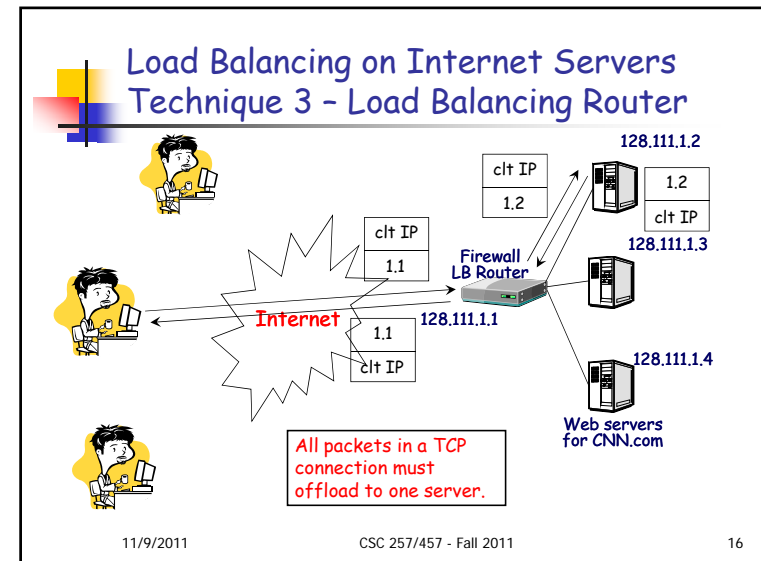 Load Balancing on Internet Servers
Technique 3 – Load Balancing Router
128.111.1.2
clt IP
1.2
1.2
clt IP
clt IP
1.1
128.111.1.3
Firewall
LB Router
Internet
128.111.1.1
1.1
clt IP
128.111.1.4
Web servers
for CNN.com
All packets in a TCP
connection must
offload to one server.
11/9/2011
CSC 257/457 - Fall 2011
16